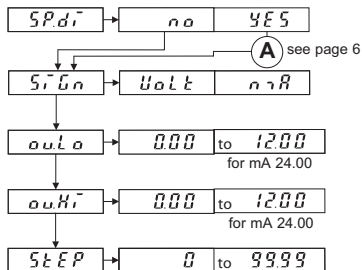 SP.di no YES
A see page 6
SiGn VoLt mA
ou.Lo 0.00 to 12.00
for mA 24.00
ou.Hi 0.00 to 12.00
for mA 24.00
StEP 0 to 99.99